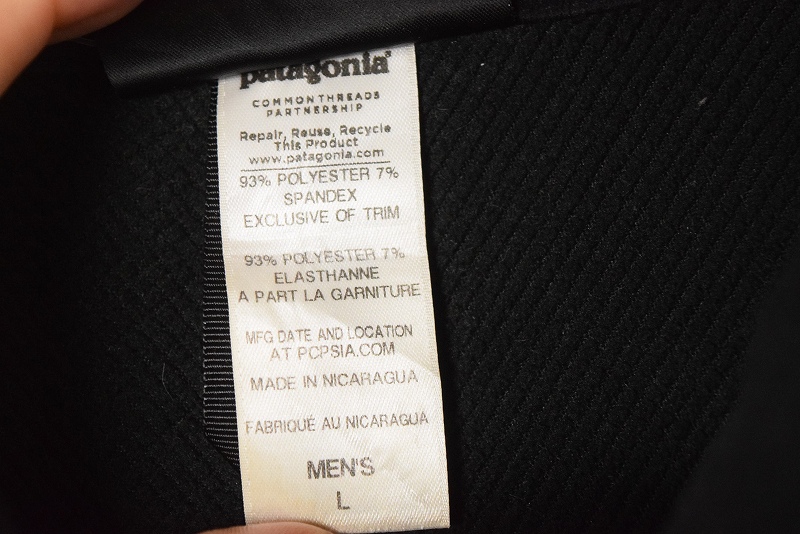 patagonia®
COMMON THREADS
PARTNERSHIP
Repair, Reuse, Recycle
This Product
www.patagonia.com
93% POLYESTER 7%
SPANDEX
EXCLUSIVE OF TRIM
93% POLYESTER 7%
ELASTHANNE
A PART LA GARNITURE
MFG DATE AND LOCATION
AT PCPSIA.COM
MADE IN NICARAGUA
FABRIQUÉ AU NICARAGUA
MEN'S
L